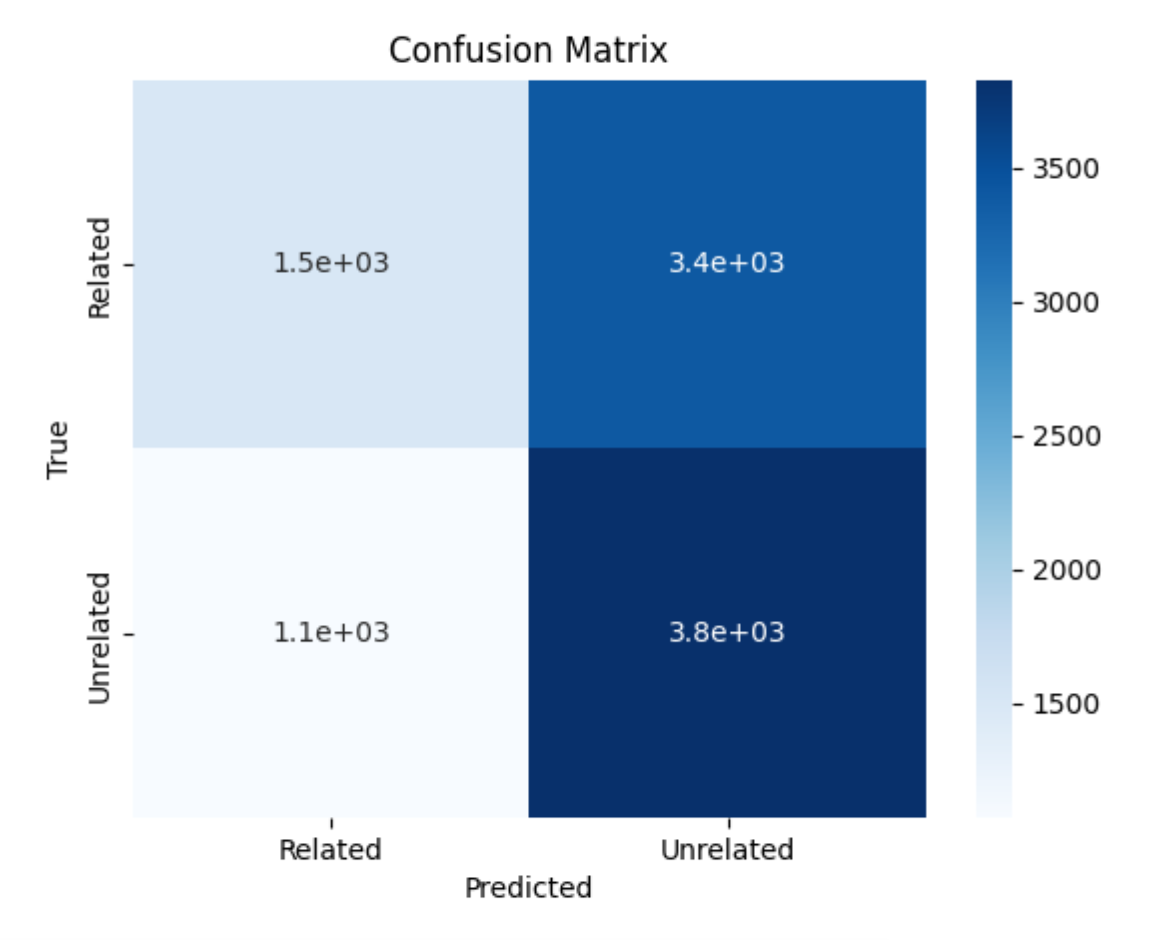 Confusion Matrix
Related
1.5e+03
3.4e+03
True
Unrelated
1.1e+03
3.8e+03
Related
Unrelated
Predicted
3500
3000
2500
2000
1500